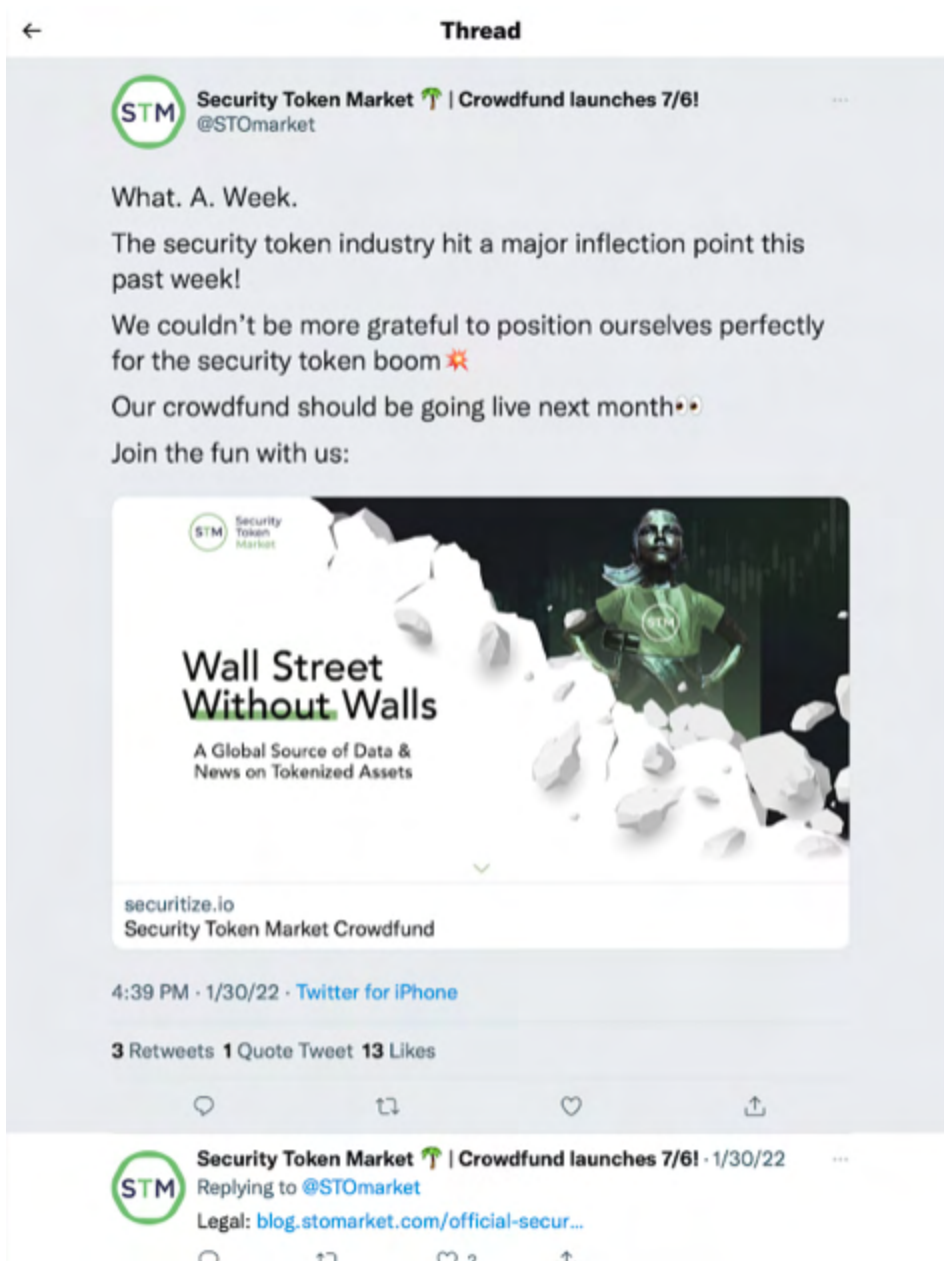 Thread
STM
Security Token Market 🌴 | Crowdfund launches 7/6!
@STOmarket
What. A. Week.
The security token industry hit a major inflection point this
past week!
We couldn't be more grateful to position ourselves perfectly
for the security token boom💥
Our crowdfund should be going live next month👀
Join the fun with us:
STM
Security
Token
Market
STM
Wall Street
Without Walls
A Global Source of Data &
News on Tokenized Assets
securitize.io
Security Token Market Crowdfund
4:39 PM · 1/30/22 · Twitter for iPhone
3 Retweets 1 Quote Tweet 13 Likes
STM
Security Token Market 🌴 | Crowdfund launches 7/6! · 1/30/22
Replying to @STOmarket
Legal: blog.stomarket.com/official-secur...